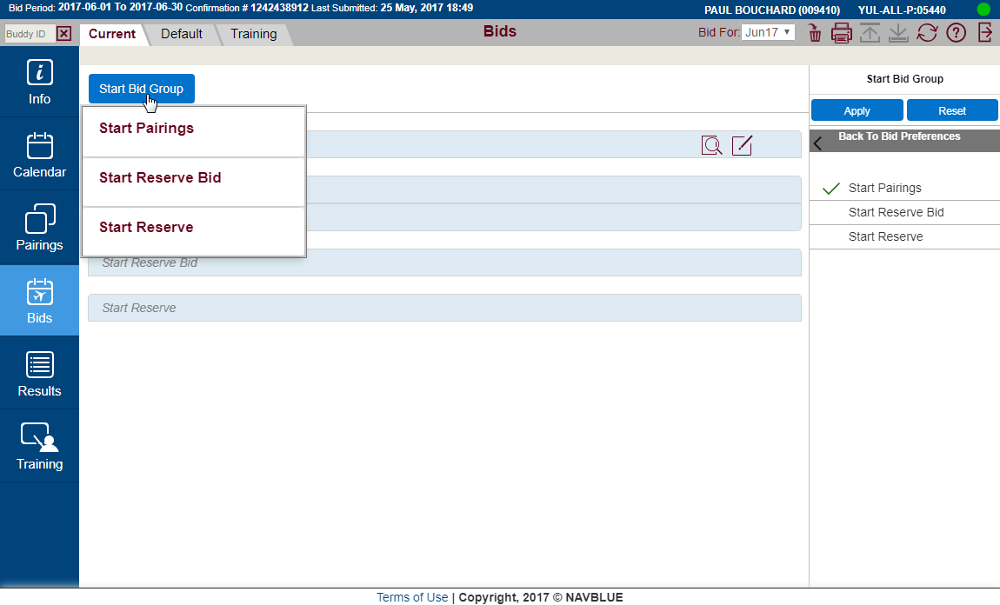 Bid Period: 2017-06-01 To 2017-06-30 Confirmation # 1242438912 Last Submitted: 25 May, 2017 18:49 PAUL BOUCHARD (009410) YUL-ALL-P:05440
Buddy ID Current Default Training Bids Bid For: Jun17
Info
Calendar
Pairings
Bids
Results
Training
Start Bid Group
Start Pairings
Start Reserve Bid
Start Reserve
Start Reserve Bid
Start Reserve
Start Bid Group
Apply Reset
Back To Bid Preferences
Start Pairings
Start Reserve Bid
Start Reserve
Terms of Use | Copyright, 2017 © NAVBLUE